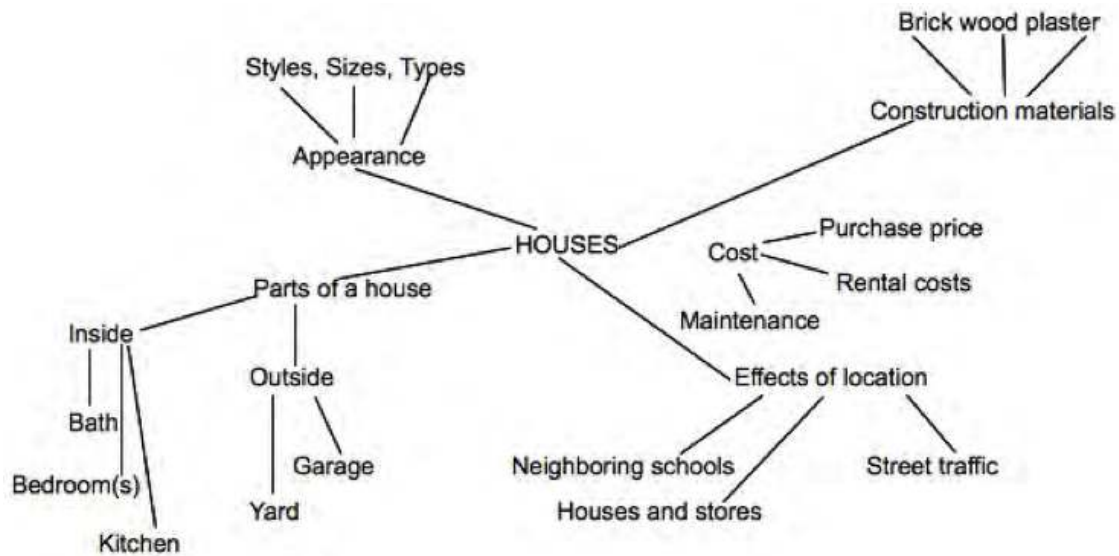 Brick wood plaster
Styles, Sizes, Types
Construction materials
Appearance
HOUSES
Purchase price
Cost
Rental costs
Parts of a house
Maintenance
Inside
Outside
Effects of location
Bath
Garage
Neighboring schools
Street traffic
Bedroom(s)
Yard
Houses and stores
Kitchen